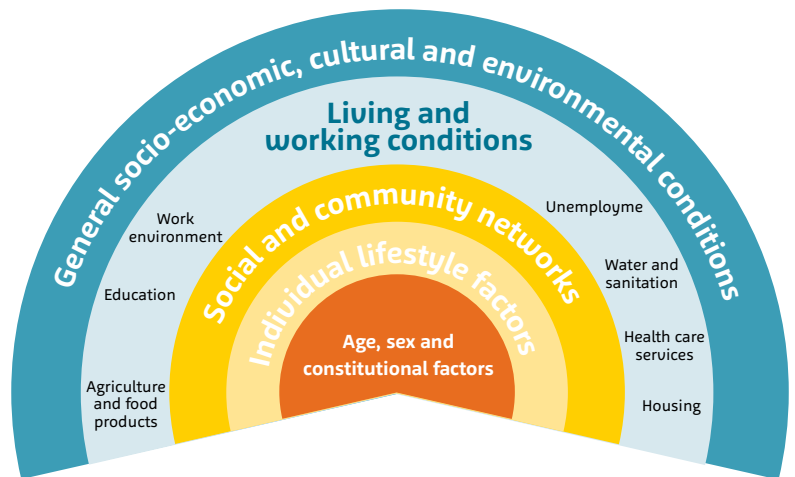 General socio-economic, cultural and environmental conditions
Living and
working conditions
Social and community networks
Individual lifestyle factors
Age, sex and
constitutional factors
Agriculture
and food
products
Education
Work
environment
Unemployme
Water and
sanitation
Health care
services
Housing